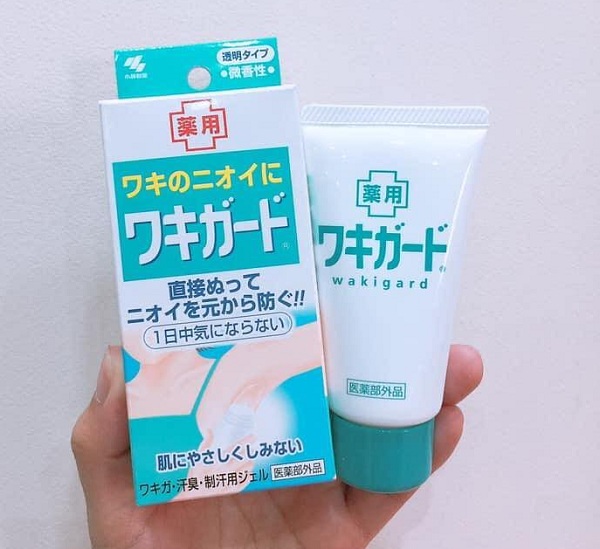 小林製薬
透明タイプ
●微香性●
薬用
ワキのニオイに
ワキガード®
直接ぬって
ニオイを元から防ぐ!!
1日中気にならない
肌にやさしくしみない
ワキガ・汗臭・制汗用ジェル 医薬部外品
薬用
ワキガード®
wakigard
医薬部外品